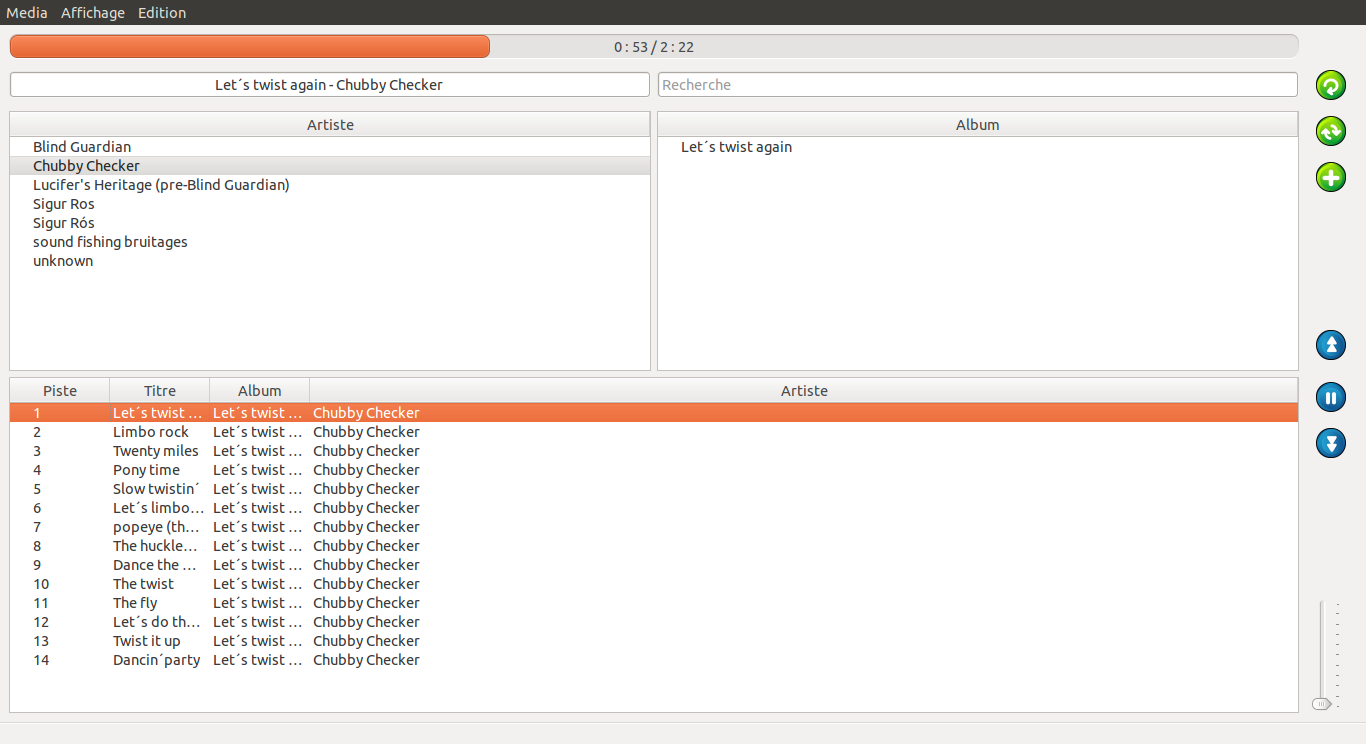 Media Affichage Edition
0 : 53 / 2 : 22
Let´s twist again - Chubby Checker
Recherche
Artiste
Blind Guardian
Chubby Checker
Lucifer's Heritage (pre-Blind Guardian)
Sigur Ros
Sigur Rós
sound fishing bruitages
unknown
Album
Let´s twist again
Piste Titre Album Artiste
1 Let´s twist ... Let´s twist ... Chubby Checker
2 Limbo rock Let´s twist ... Chubby Checker
3 Twenty miles Let´s twist ... Chubby Checker
4 Pony time Let´s twist ... Chubby Checker
5 Slow twistin´ Let´s twist ... Chubby Checker
6 Let´s limbo... Let´s twist ... Chubby Checker
7 popeye (th... Let´s twist ... Chubby Checker
8 The huckle... Let´s twist ... Chubby Checker
9 Dance the ... Let´s twist ... Chubby Checker
10 The twist Let´s twist ... Chubby Checker
11 The fly Let´s twist ... Chubby Checker
12 Let´s do th... Let´s twist ... Chubby Checker
13 Twist it up Let´s twist ... Chubby Checker
14 Dancin´party Let´s twist ... Chubby Checker